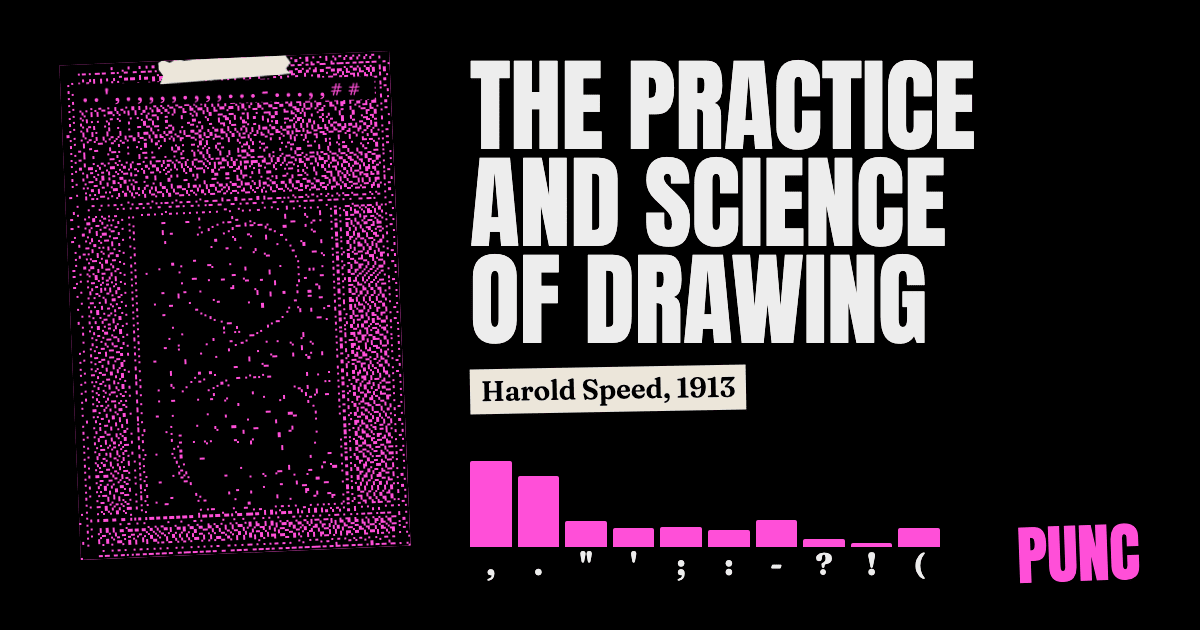 THE PRACTICE
AND SCIENCE
OF DRAWING
Harold Speed, 1913
, . " ' ; : - ? ! (
PUNC